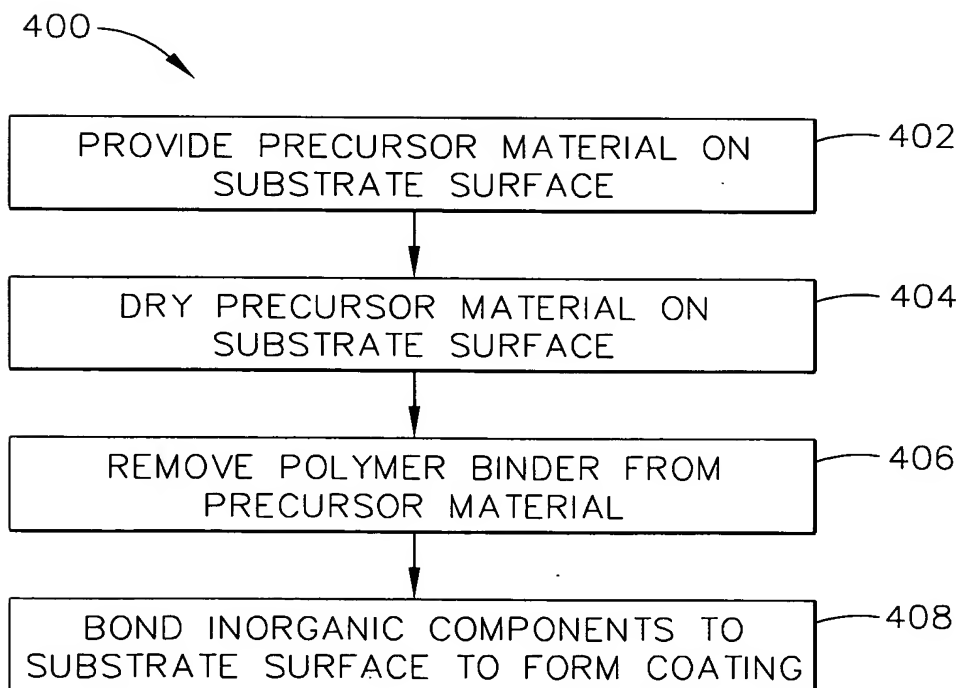 400
PROVIDE PRECURSOR MATERIAL ON
SUBSTRATE SURFACE
402
DRY PRECURSOR MATERIAL ON
SUBSTRATE SURFACE
404
REMOVE POLYMER BINDER FROM
PRECURSOR MATERIAL
406
BOND INORGANIC COMPONENTS TO
SUBSTRATE SURFACE TO FORM COATING
408